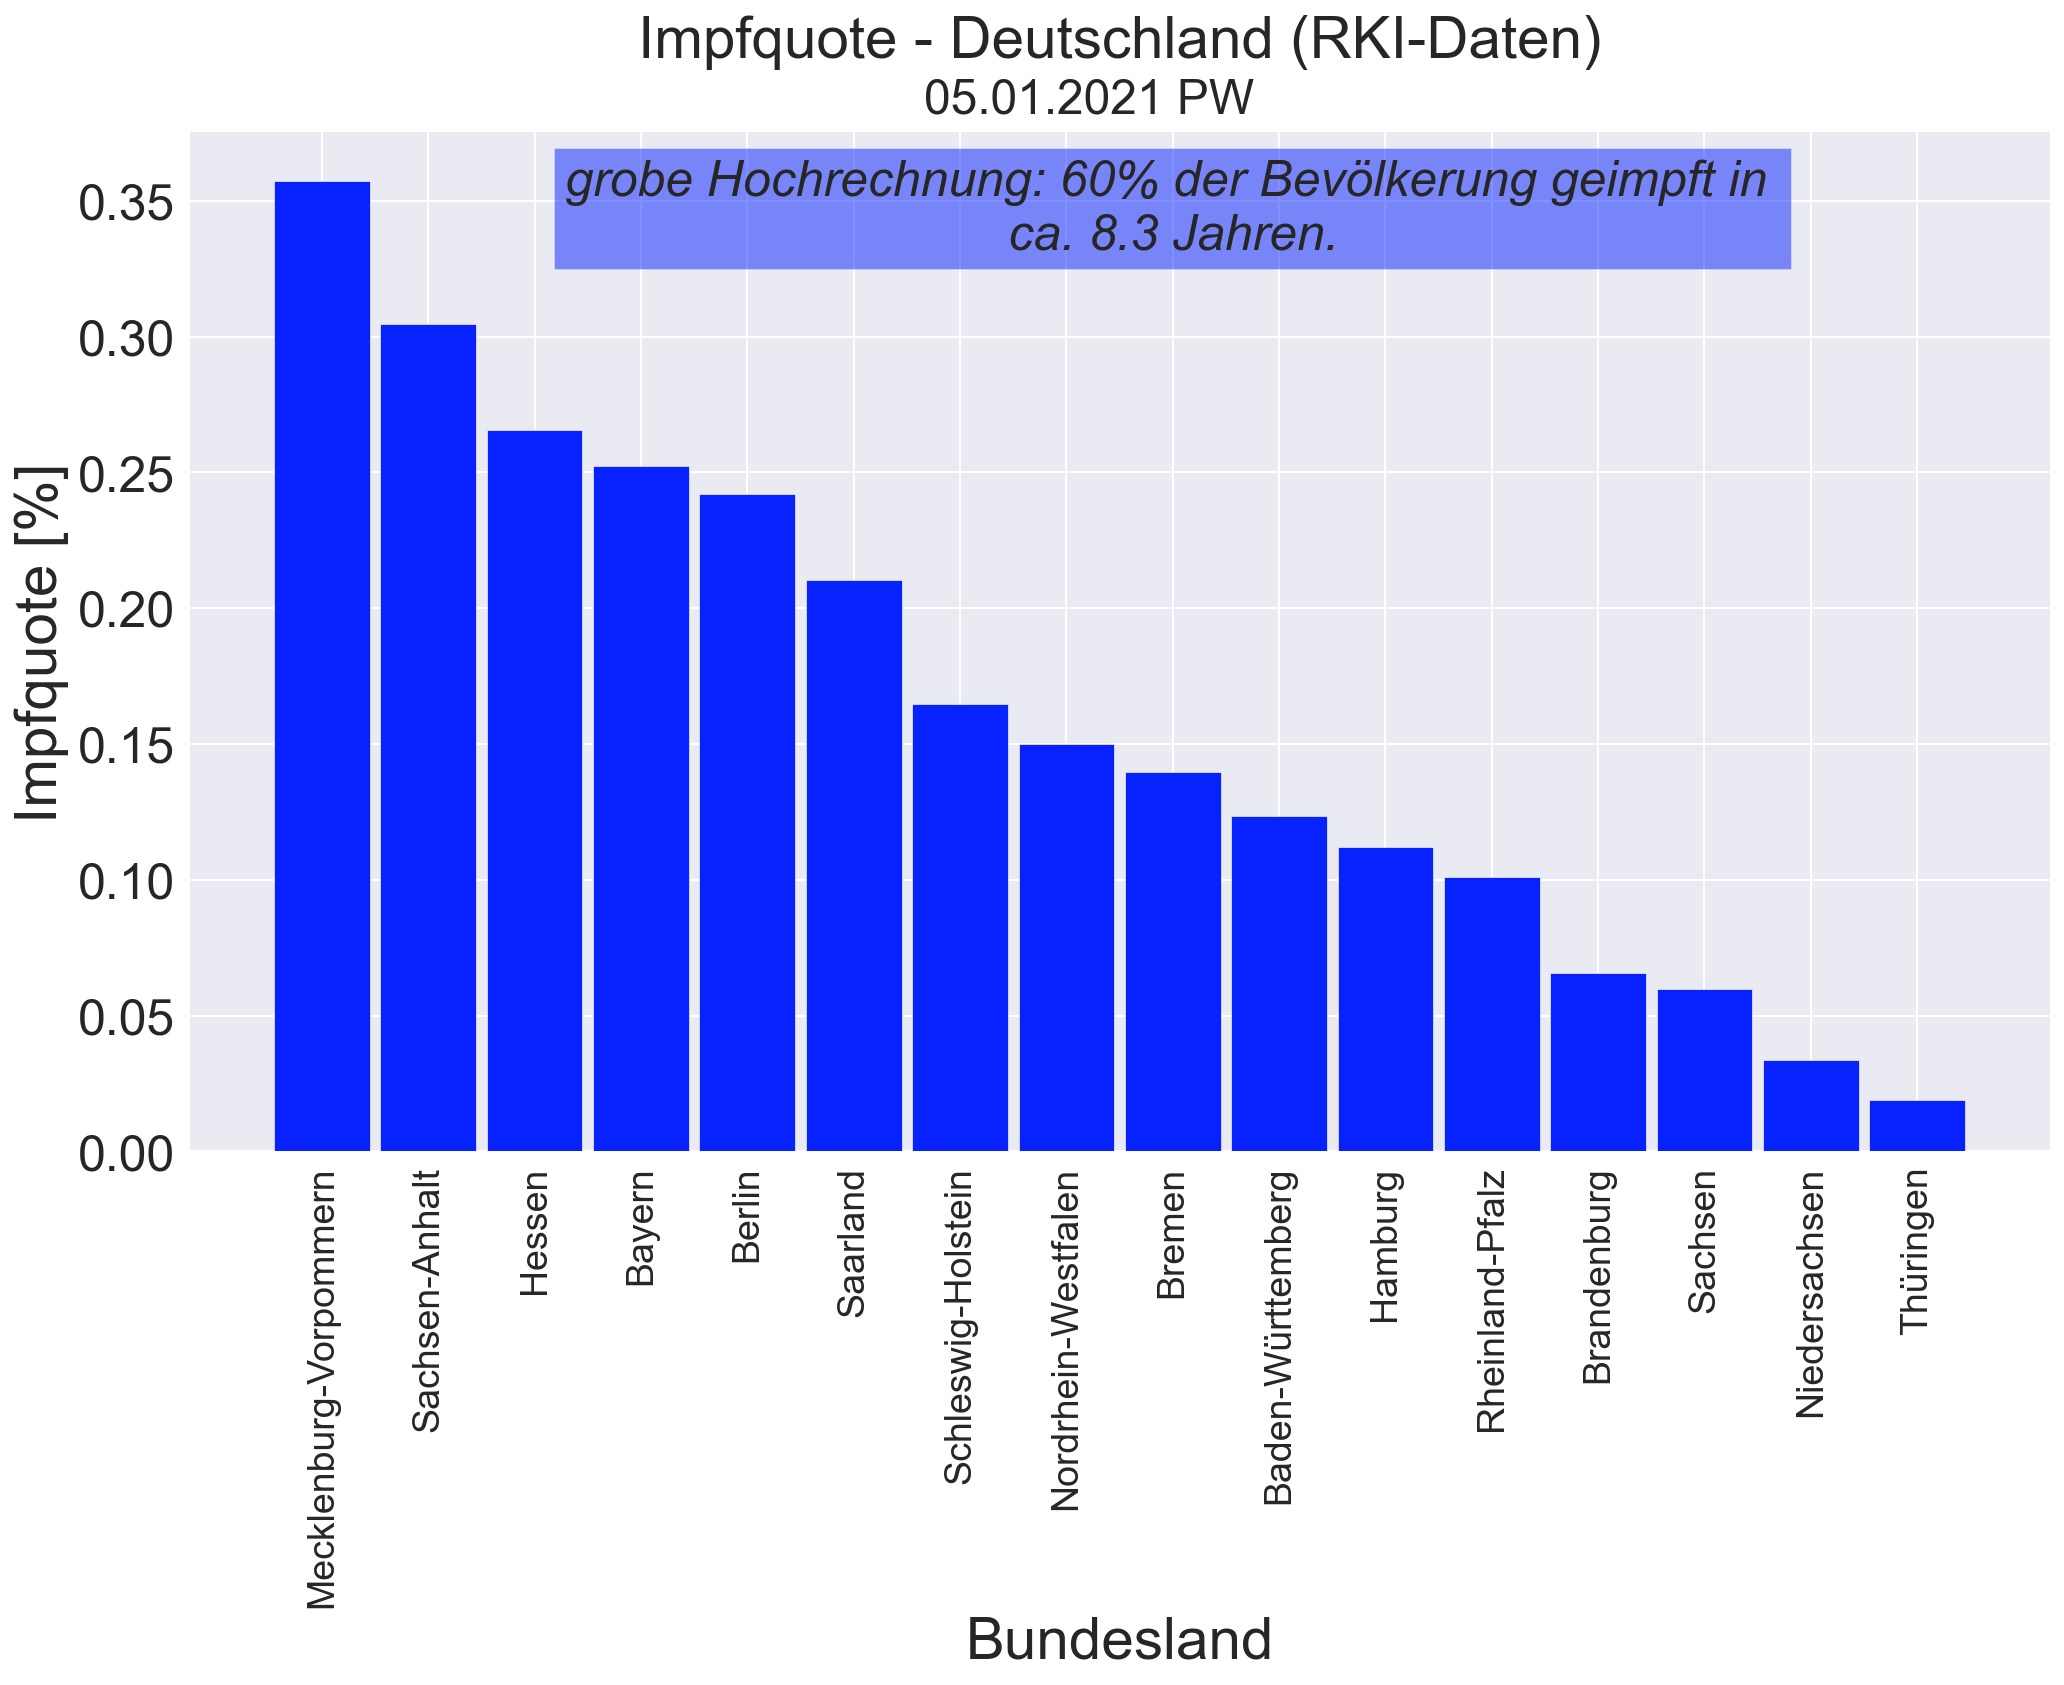 Impfquote - Deutschland (RKI-Daten)
05.01.2021 PW
grobe Hochrechnung: 60% der Bevölkerung geimpft in
ca. 8.3 Jahren.
Impfquote [%]
0.35
0.30
0.25
0.20
0.15
0.10
0.05
0.00
Mecklenburg-Vorpommern
Sachsen-Anhalt
Hessen
Bayern
Berlin
Saarland
Schleswig-Holstein
Nordrhein-Westfalen
Bremen
Baden-Württemberg
Hamburg
Rheinland-Pfalz
Brandenburg
Sachsen
Niedersachsen
Thüringen
Bundesland